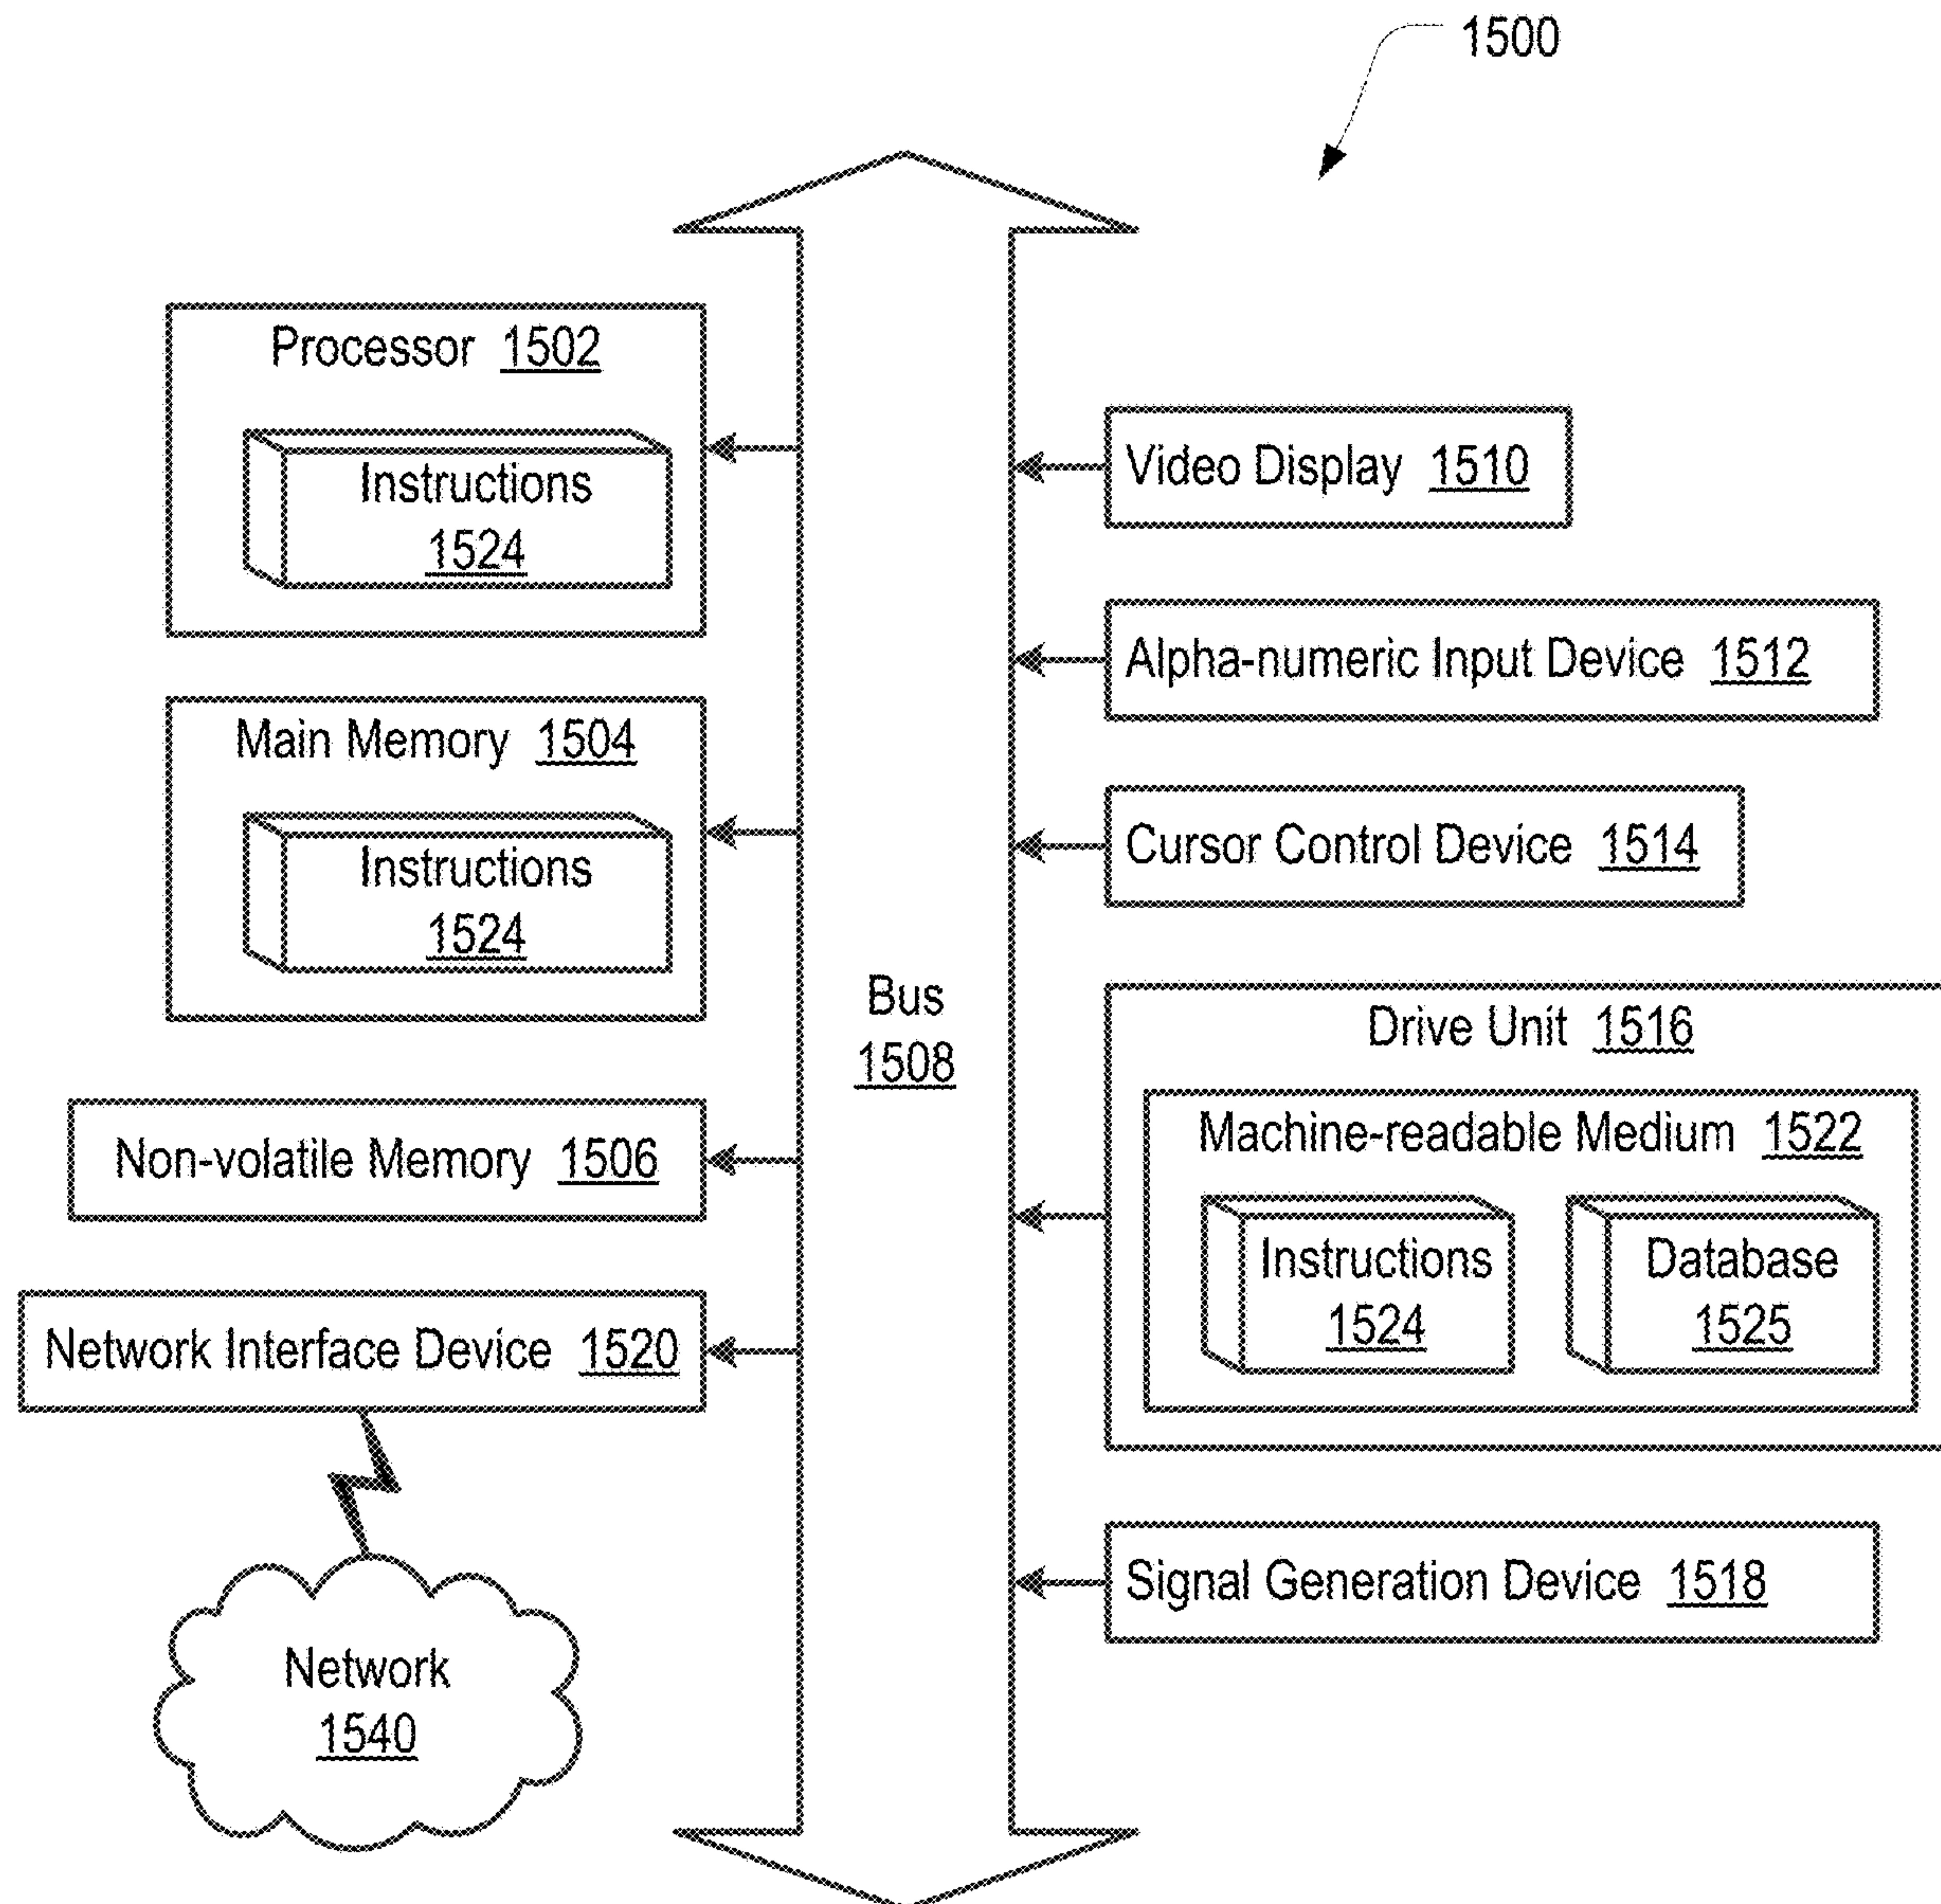 1500
Processor 1502
Instructions
1524
Main Memory 1504
Instructions
1524
Non-volatile Memory 1506
Network Interface Device 1520
Network
1540
Bus
1508
Video Display 1510
Alpha-numeric Input Device 1512
Cursor Control Device 1514
Drive Unit 1516
Machine-readable Medium 1522
Instructions
1524
Database
1525
Signal Generation Device 1518